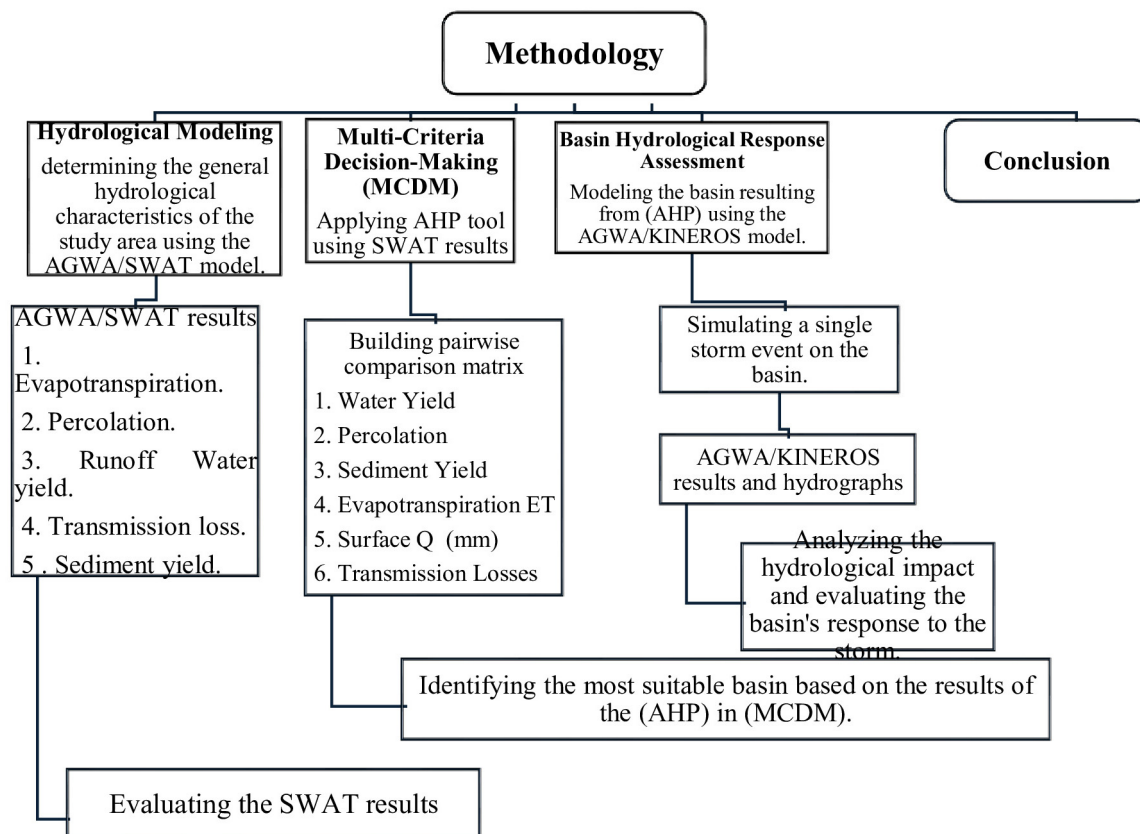 Methodology
Hydrological Modeling
determining the general
hydrological
characteristics of the
study area using the
AGWA/SWAT model.
AGWA/SWAT results
1.
Evapotranspiration.
2. Percolation.
3. Runoff Water
yield.
4. Transmission loss.
5 . Sediment yield.
Evaluating the SWAT results
Multi-Criteria
Decision-Making
(MCDM)
Applying AHP tool
using SWAT results
Building pairwise
comparison matrix
1. Water Yield
2. Percolation
3. Sediment Yield
4. Evapotranspiration ET
5. Surface Q (mm)
6. Transmission Losses
Identifying the most suitable basin based on the results of
the (AHP) in (MCDM).
Basin Hydrological Response
Assessment
Modeling the basin resulting
from (AHP) using the
AGWA/KINEROS model.
Simulating a single
storm event on the
basin.
AGWA/KINEROS
results and hydrographs
Analyzing the
hydrological impact
and evaluating the
basin's response to the
storm.
Conclusion